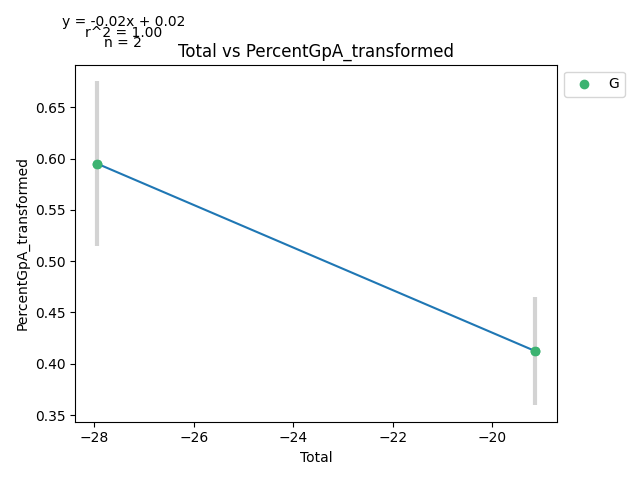 y = -0.02x + 0.02
r^2 = 1.00
n = 2
Total vs PercentGpA_transformed
G
PercentGpA_transformed
0.65
0.60
0.55
0.50
0.45
0.40
0.35
−28
−26
−24
−22
−20
Total